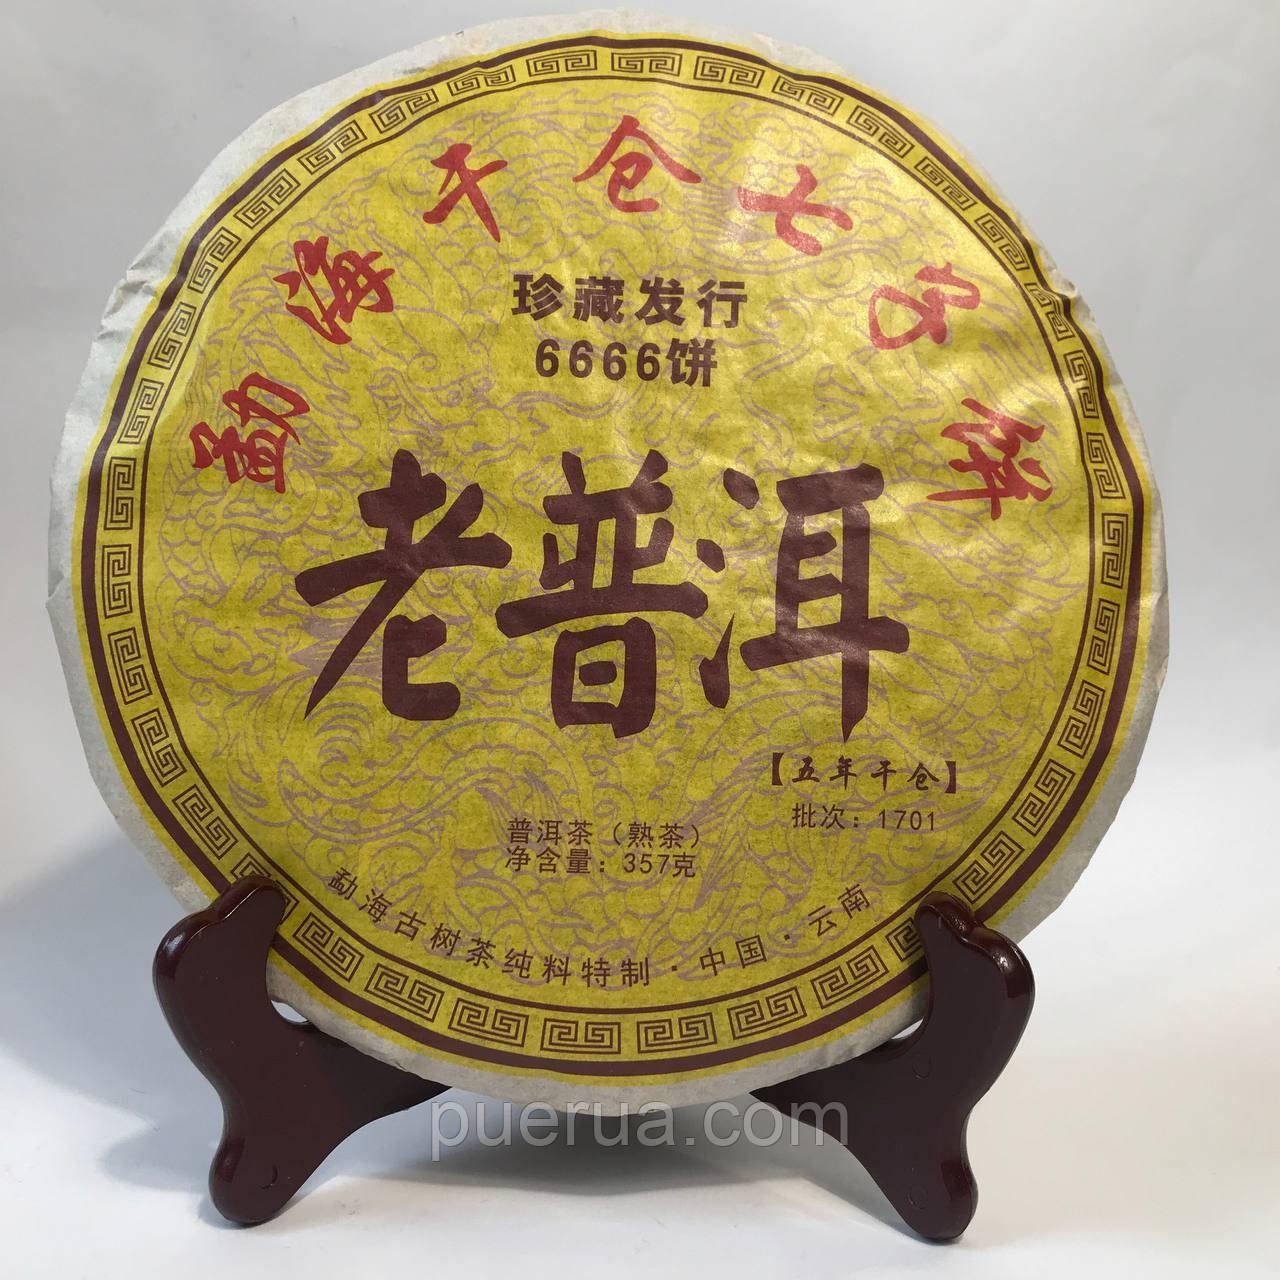 勐海干仓七子饼
珍藏发行
6666饼
老普洱
【五年干仓】
批次：1701
普洱茶（熟茶）
净含量：357克
勐海古树茶纯料特制·中国·云南
puerua.com